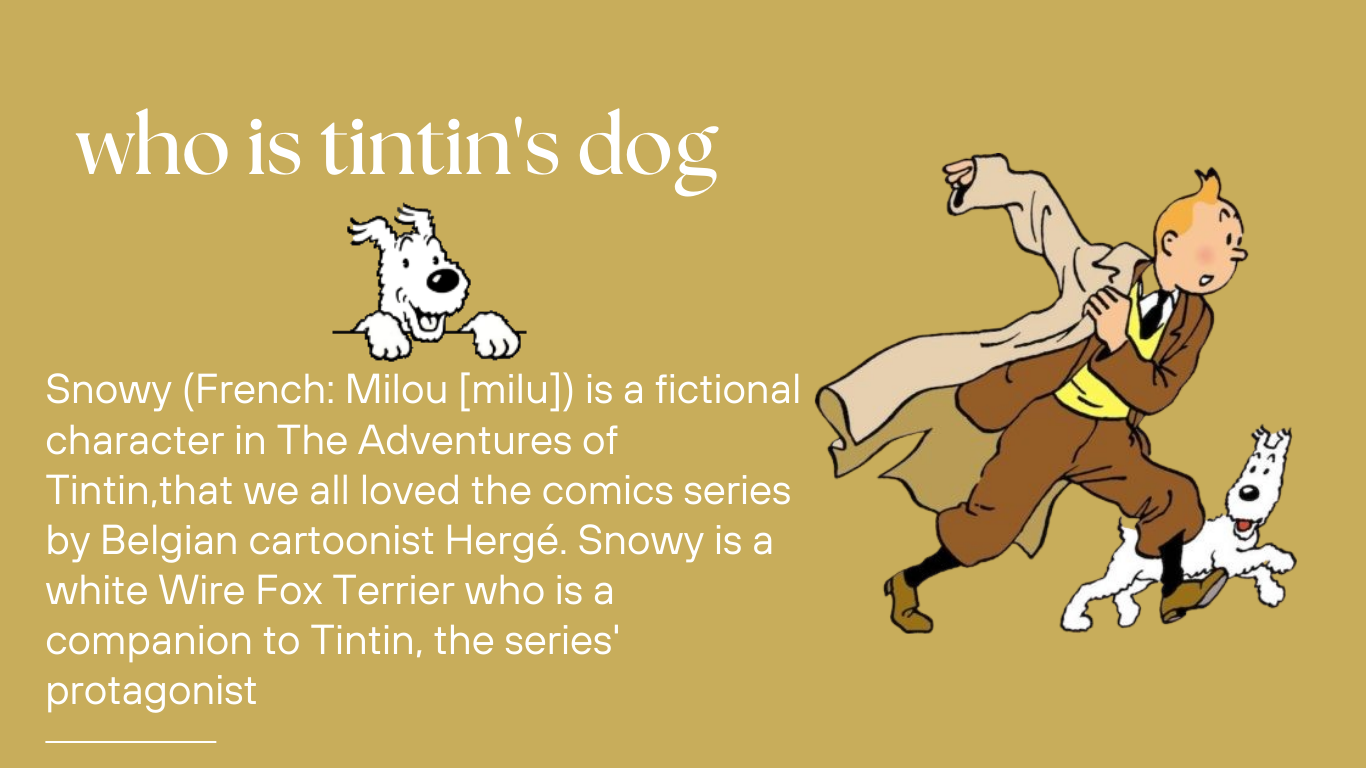 who is tintin's dog
Snowy (French: Milou [milu]) is a fictional
character in The Adventures of
Tintin,that we all loved the comics series
by Belgian cartoonist Hergé. Snowy is a
white Wire Fox Terrier who is a
companion to Tintin, the series'
protagonist